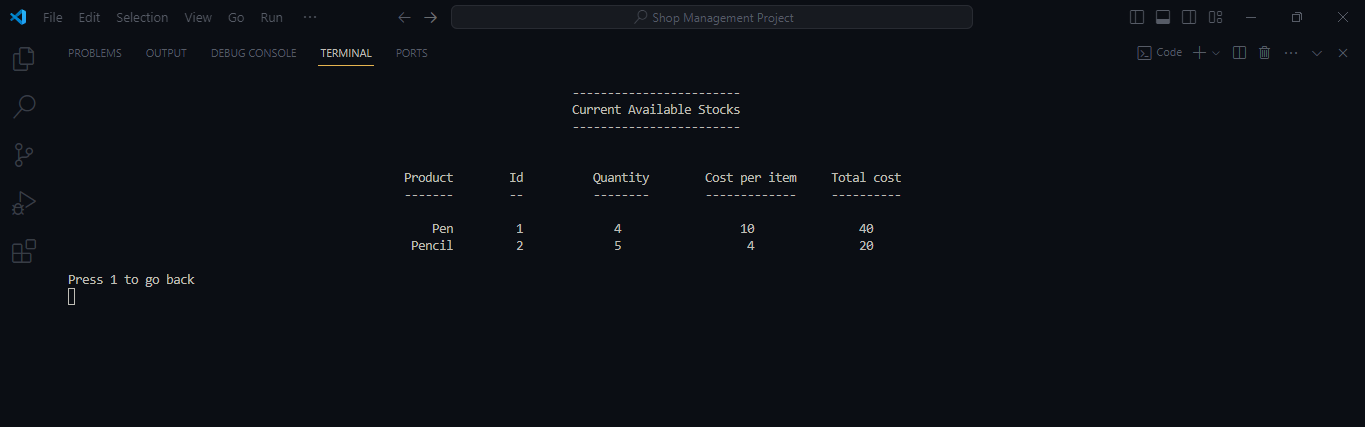 File Edit Selection View Go Run ···
Shop Management Project
PROBLEMS OUTPUT DEBUG CONSOLE TERMINAL PORTS
Code
------------------------
Current Available Stocks
------------------------
Product Id Quantity Cost per item Total cost
------- -- -------- ------------- ----------
Pen 1 4 10 40
Pencil 2 5 4 20
Press 1 to go back